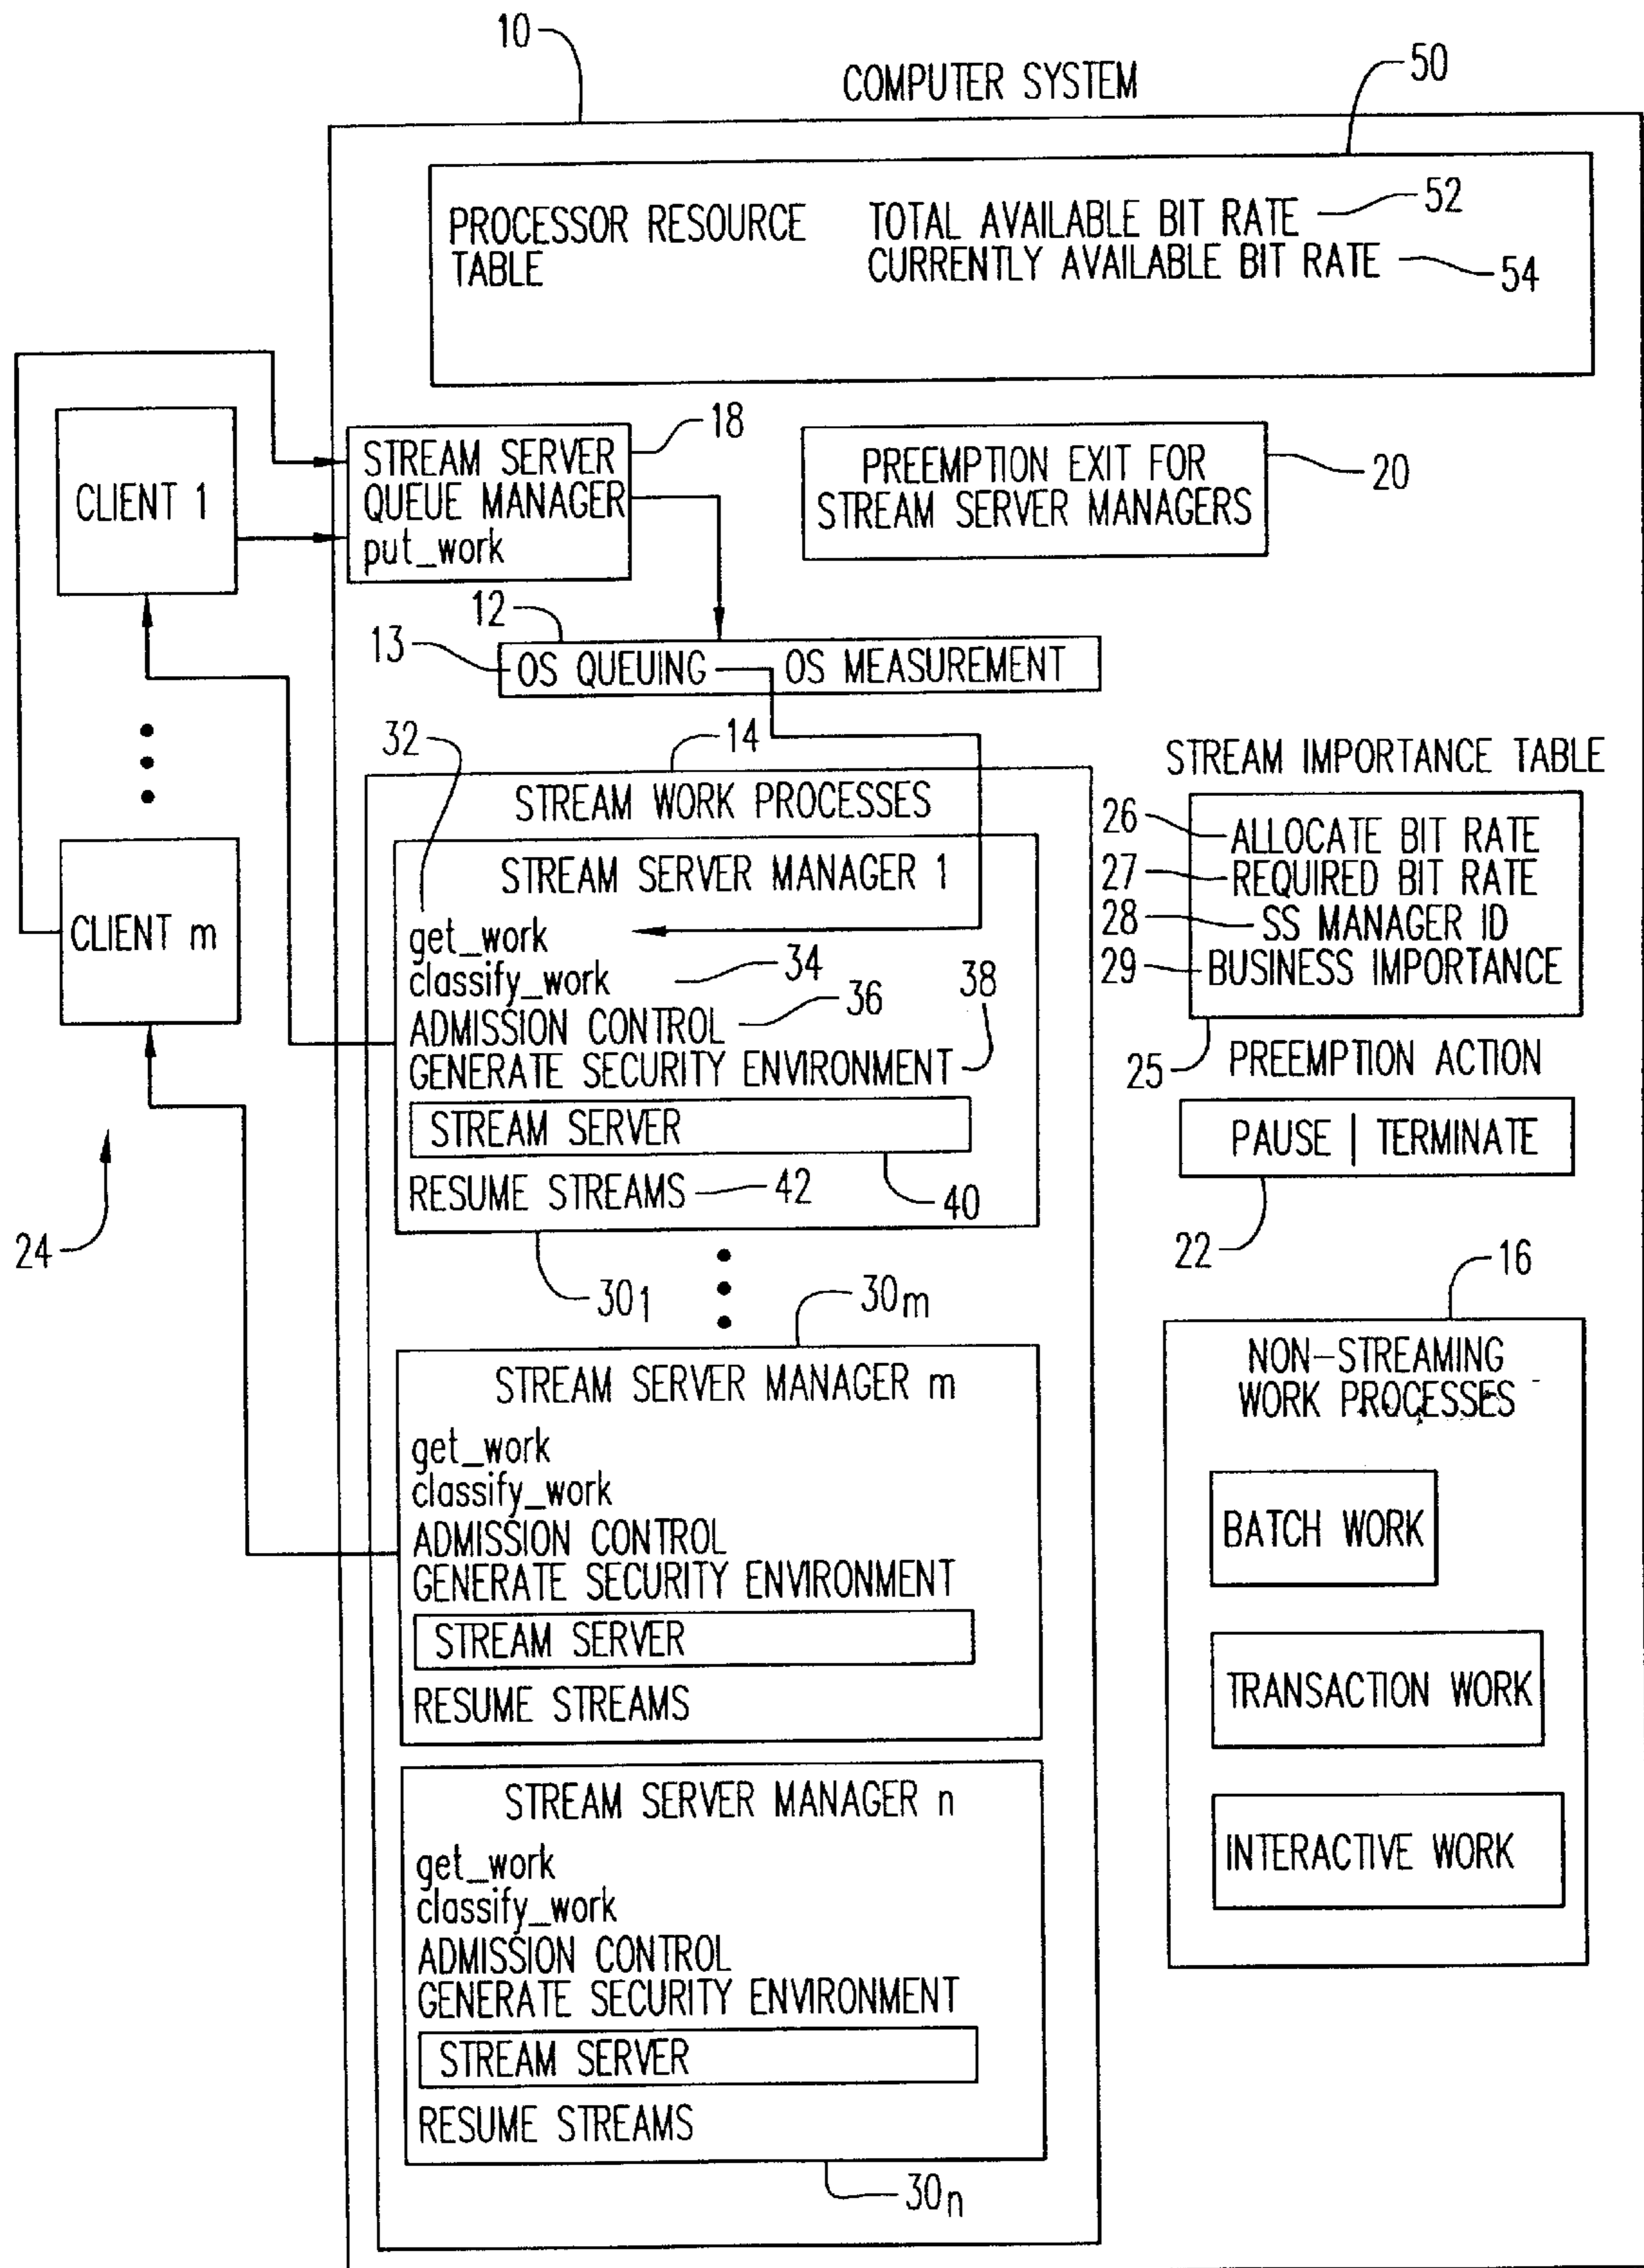 10
COMPUTER SYSTEM
50
PROCESSOR RESOURCE
TABLE
TOTAL AVAILABLE BIT RATE
52
CURRENTLY AVAILABLE BIT RATE
54
CLIENT 1
STREAM SERVER
QUEUE MANAGER
put_work
18
PREEMPTION EXIT FOR
STREAM SERVER MANAGERS
20
12
13
OS QUEUING
OS MEASUREMENT
32
14
STREAM WORK PROCESSES
STREAM SERVER MANAGER 1
get_work
classify_work
34
ADMISSION CONTROL
36
38
GENERATE SECURITY ENVIRONMENT
STREAM SERVER
RESUME STREAMS
42
40
30₁
CLIENT m
24
STREAM IMPORTANCE TABLE
26
ALLOCATE BIT RATE
27
REQUIRED BIT RATE
28
SS MANAGER ID
29
BUSINESS IMPORTANCE
25
PREEMPTION ACTION
PAUSE | TERMINATE
22
30m
STREAM SERVER MANAGER m
get_work
classify_work
ADMISSION CONTROL
GENERATE SECURITY ENVIRONMENT
STREAM SERVER
RESUME STREAMS
16
NON-STREAMING
WORK PROCESSES
BATCH WORK
TRANSACTION WORK
INTERACTIVE WORK
STREAM SERVER MANAGER n
get_work
classify_work
ADMISSION CONTROL
GENERATE SECURITY ENVIRONMENT
STREAM SERVER
RESUME STREAMS
30n